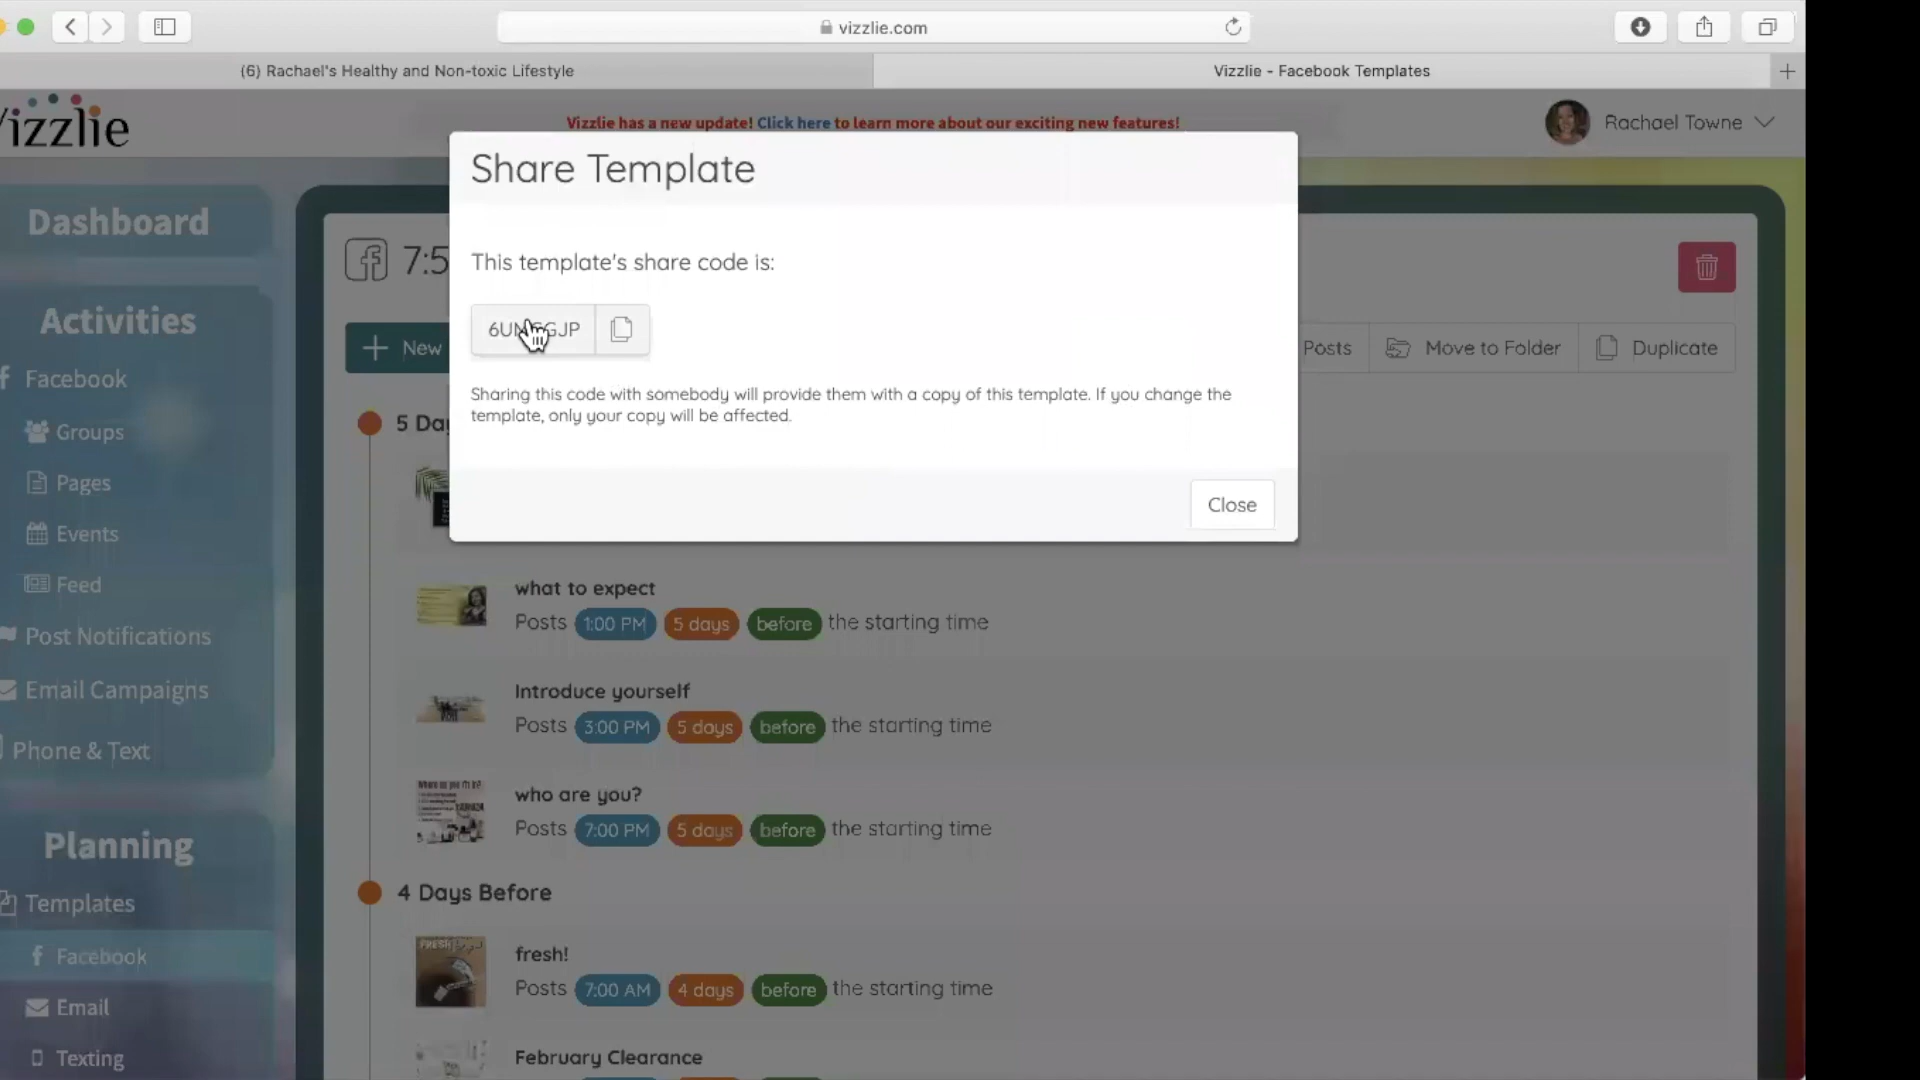 vizzlie.com
(6) Rachael's Healthy and Non-toxic Lifestyle
Vizzlie - Facebook Templates
Vizzlie
Vizzlie has a new update! Click here to learn more about our exciting new features!
Rachael Towne
Share Template
This template's share code is:
Sharing this code with somebody will provide them with a copy of this template. If you change the
template, only your copy will be affected.
Close
Dashboard
Activities
Facebook
Groups
Pages
Events
Feed
Post Notifications
Email Campaigns
Phone & Text
Planning
Templates
Facebook
Email
Texting
7:5
New
Posts
Move to Folder
Duplicate
5 Da
what to expect
Posts 1:00 PM 5 days before the starting time
Introduce yourself
Posts 3:00 PM 5 days before the starting time
who are you?
Posts 7:00 PM 5 days before the starting time
4 Days Before
FRESH
fresh!
Posts 7:00 AM 4 days before the starting time
February Clearance